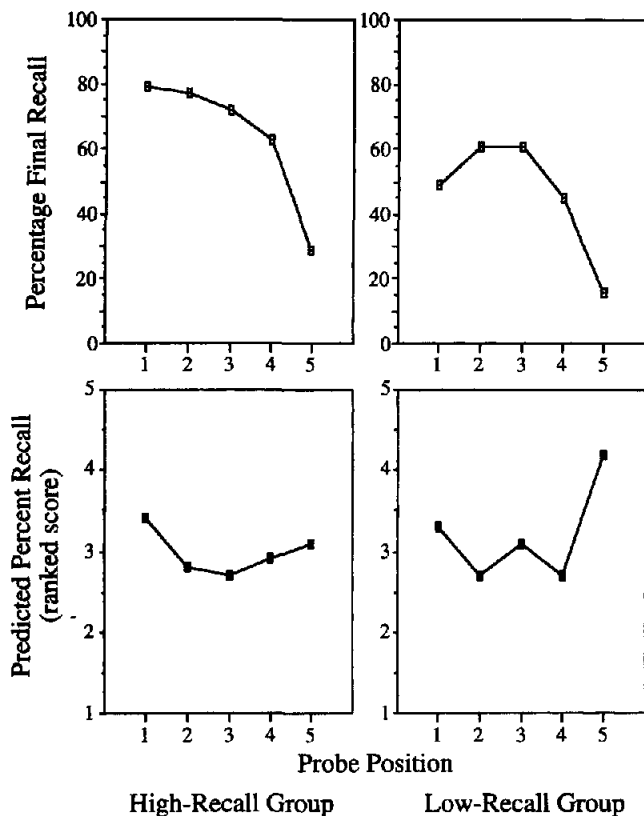 Percentage Final Recall
100
80
60
40
20
0
1 2 3 4 5
100
80
60
40
20
0
1 2 3 4 5
Predicted Percent Recall
(ranked score)
5
4
3
2
1
1 2 3 4 5
5
4
3
2
1
1 2 3 4 5
Probe Position
High-Recall Group
Low-Recall Group